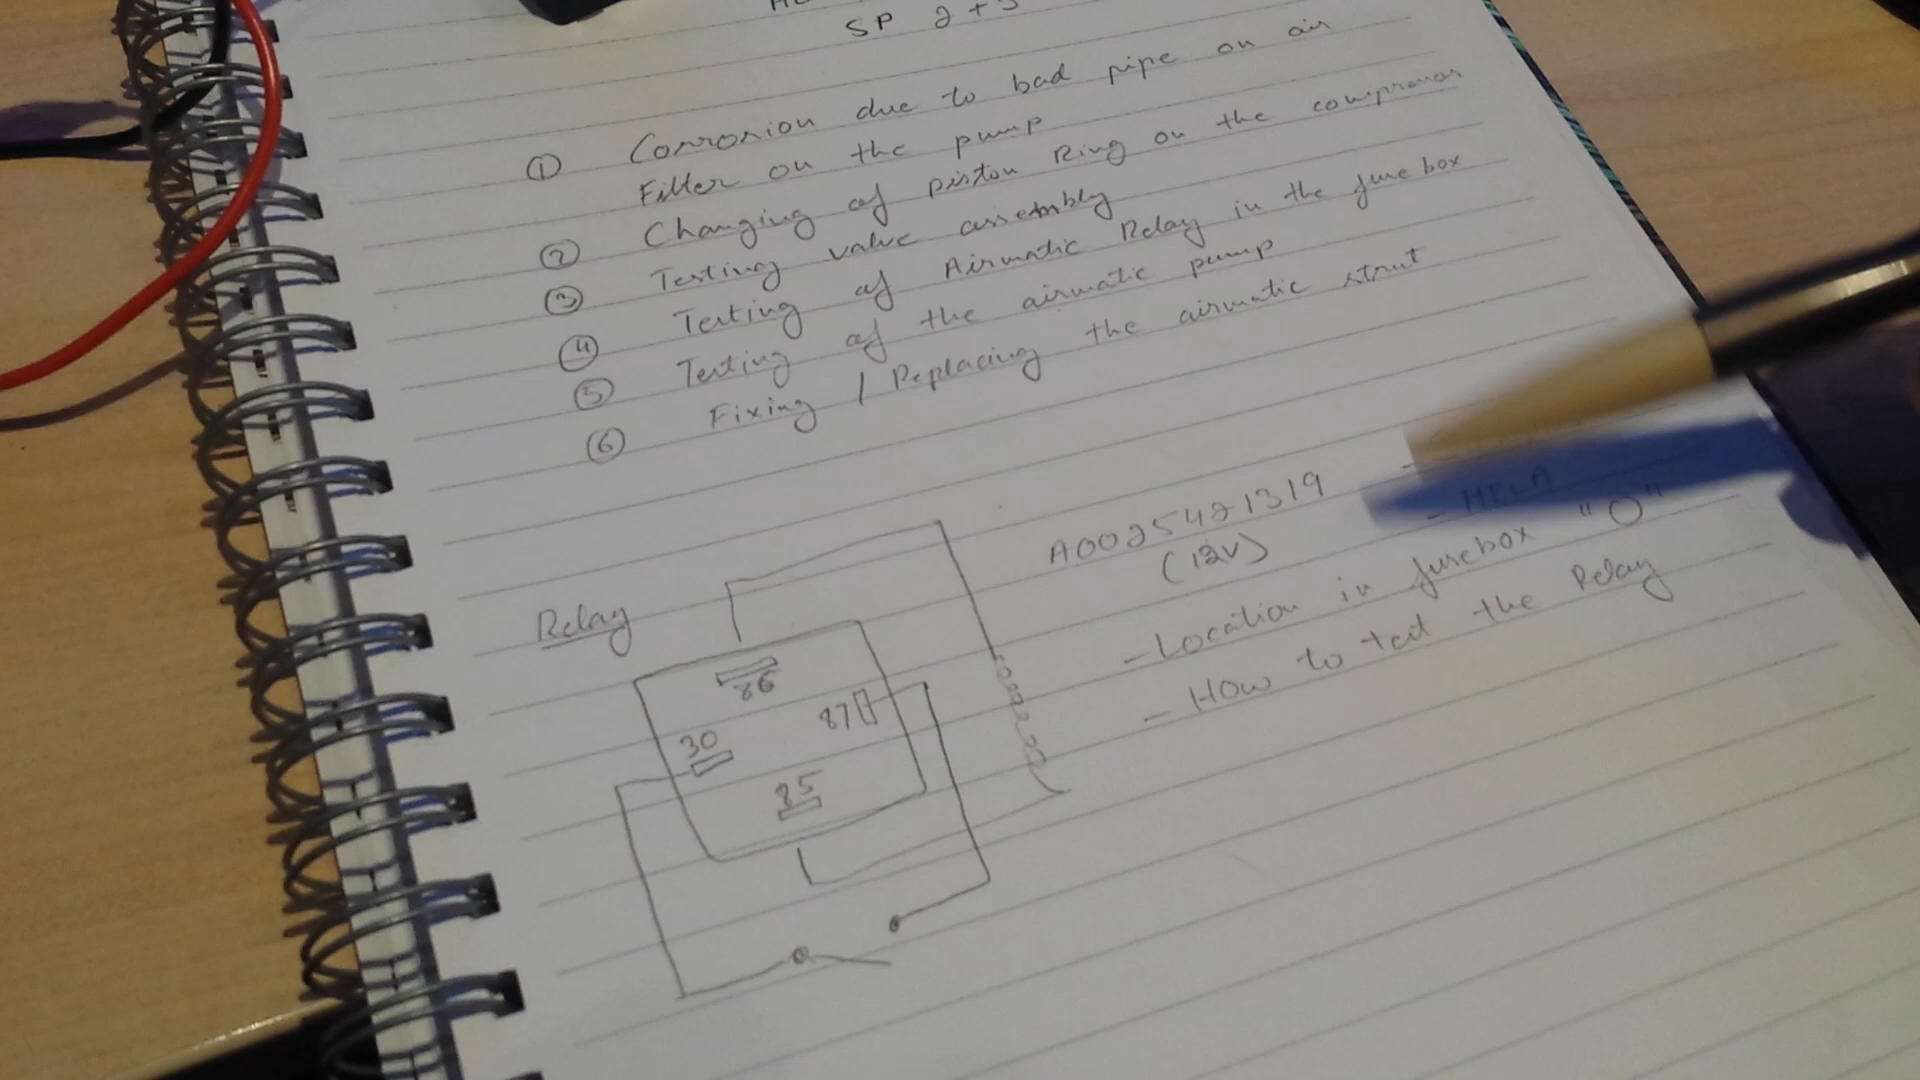 SP 2 +
① Corrosion due to bad pipe on air
Filter on the pump
② Changing of piston Ring on the compressor
③ Testing valve assembly
④ Testing of Airmatic Relay in the fuse box
⑤ Testing of the airmatic pump
⑥ Fixing / Replacing the airmatic strut
A0025421319
- HELA
(12V)
Relay
- Location in fusebox "O"
- How to test the Relay
86
87
30
85